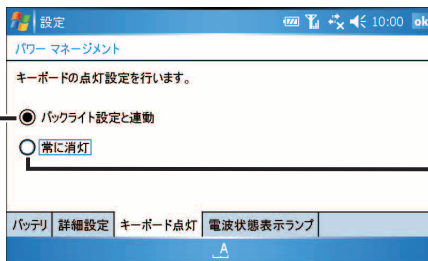 設定 10:00 ok
パワー マネージメント
キーボードの点灯設定を行います。
バックライト設定と連動
常に消灯
バッテリ 詳細設定 キーボード点灯 電波状態表示ランプ
A